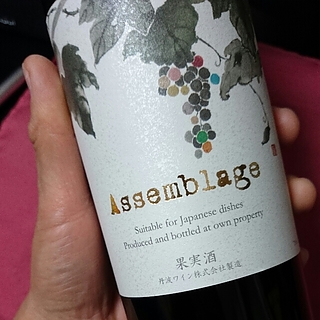 Assemblage
Suitable for Japanese dishes
Produced and bottled at own property
果実酒
丹波ワイン株式会社製造